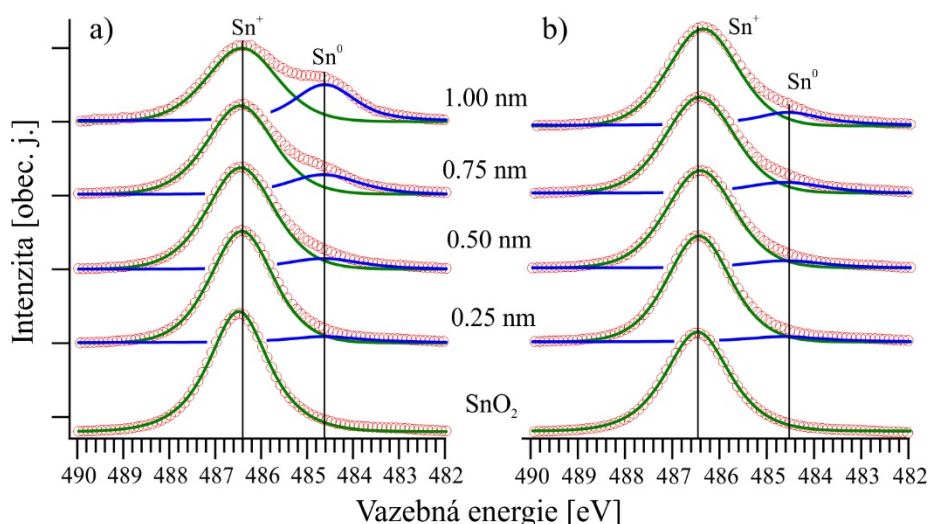 a)
Sn⁺
Sn⁰
b)
Sn⁺
Sn⁰
1.00 nm
0.75 nm
0.50 nm
0.25 nm
SnO₂
Intenzita [obec. j.]
490 489 488 487 486 485 484 483 482
490 489 488 487 486 485 484 483 482
Vazebná energie [eV]